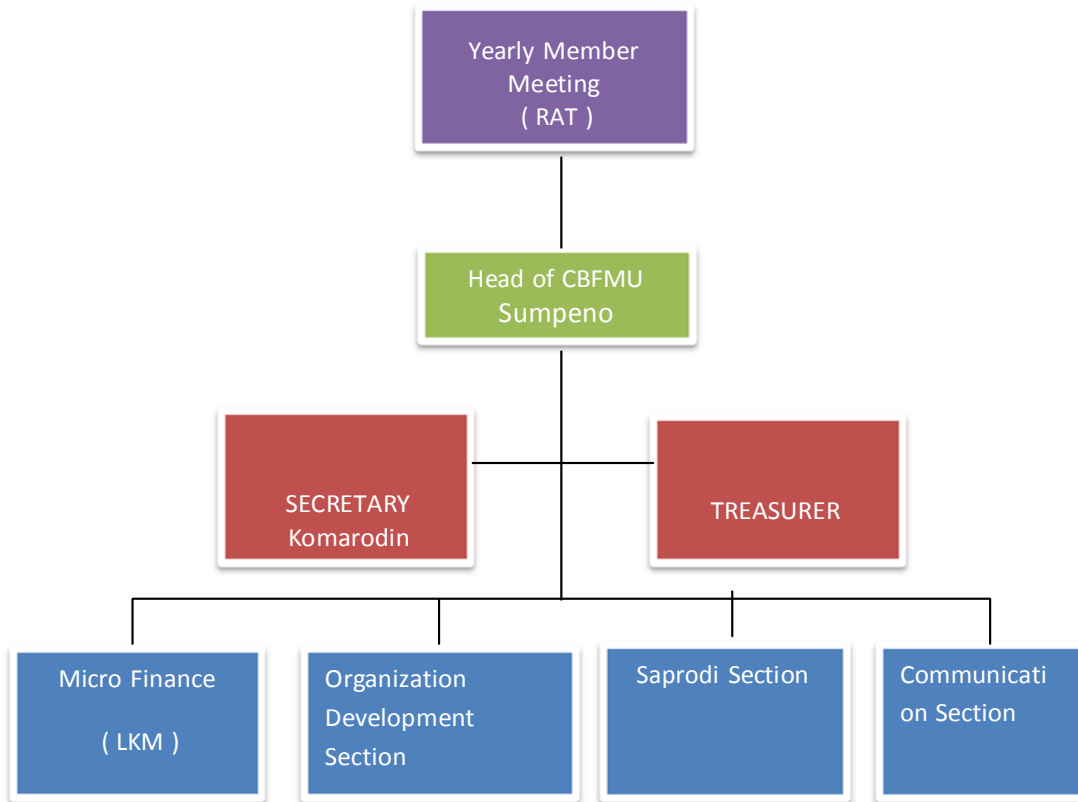 Yearly Member
Meeting
( RAT )
Head of CBFMU
Sumpeno
SECRETARY
Komarodin
TREASURER
Micro Finance
( LKM )
Organization
Development
Section
Saprodi Section
Communicati
on Section